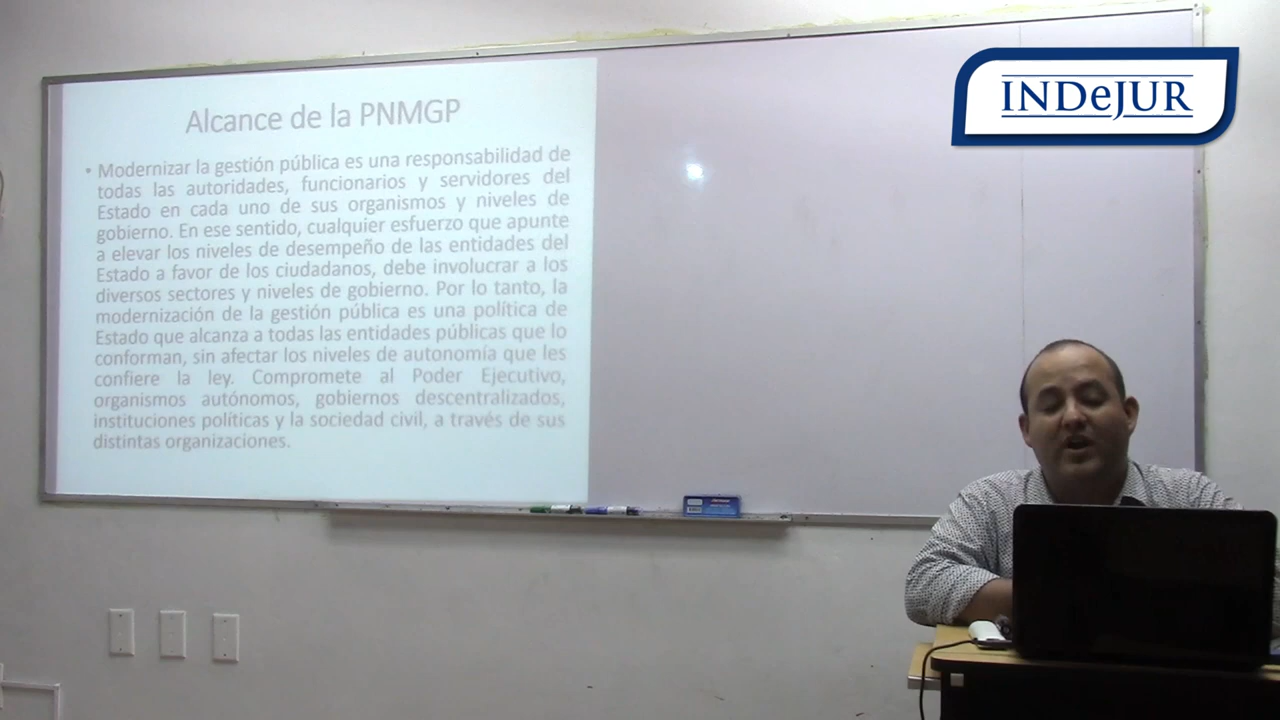 Alcance de la PNMGP
• Modernizar la gestión pública es una responsabilidad de
todas las autoridades, funcionarios y servidores del
Estado en cada uno de sus organismos y niveles de
gobierno. En ese sentido, cualquier esfuerzo que apunte
a elevar los niveles de desempeño de las entidades del
Estado a favor de los ciudadanos, debe involucrar a los
diversos sectores y niveles de gobierno. Por lo tanto, la
modernización de la gestión pública es una política de
Estado que alcanza a todas las entidades públicas que lo
conforman, sin afectar los niveles de autonomía que les
confiere la ley. Compromete al Poder Ejecutivo,
organismos autónomos, gobiernos descentralizados,
instituciones políticas y la sociedad civil, a través de sus
distintas organizaciones.
INDeJUR